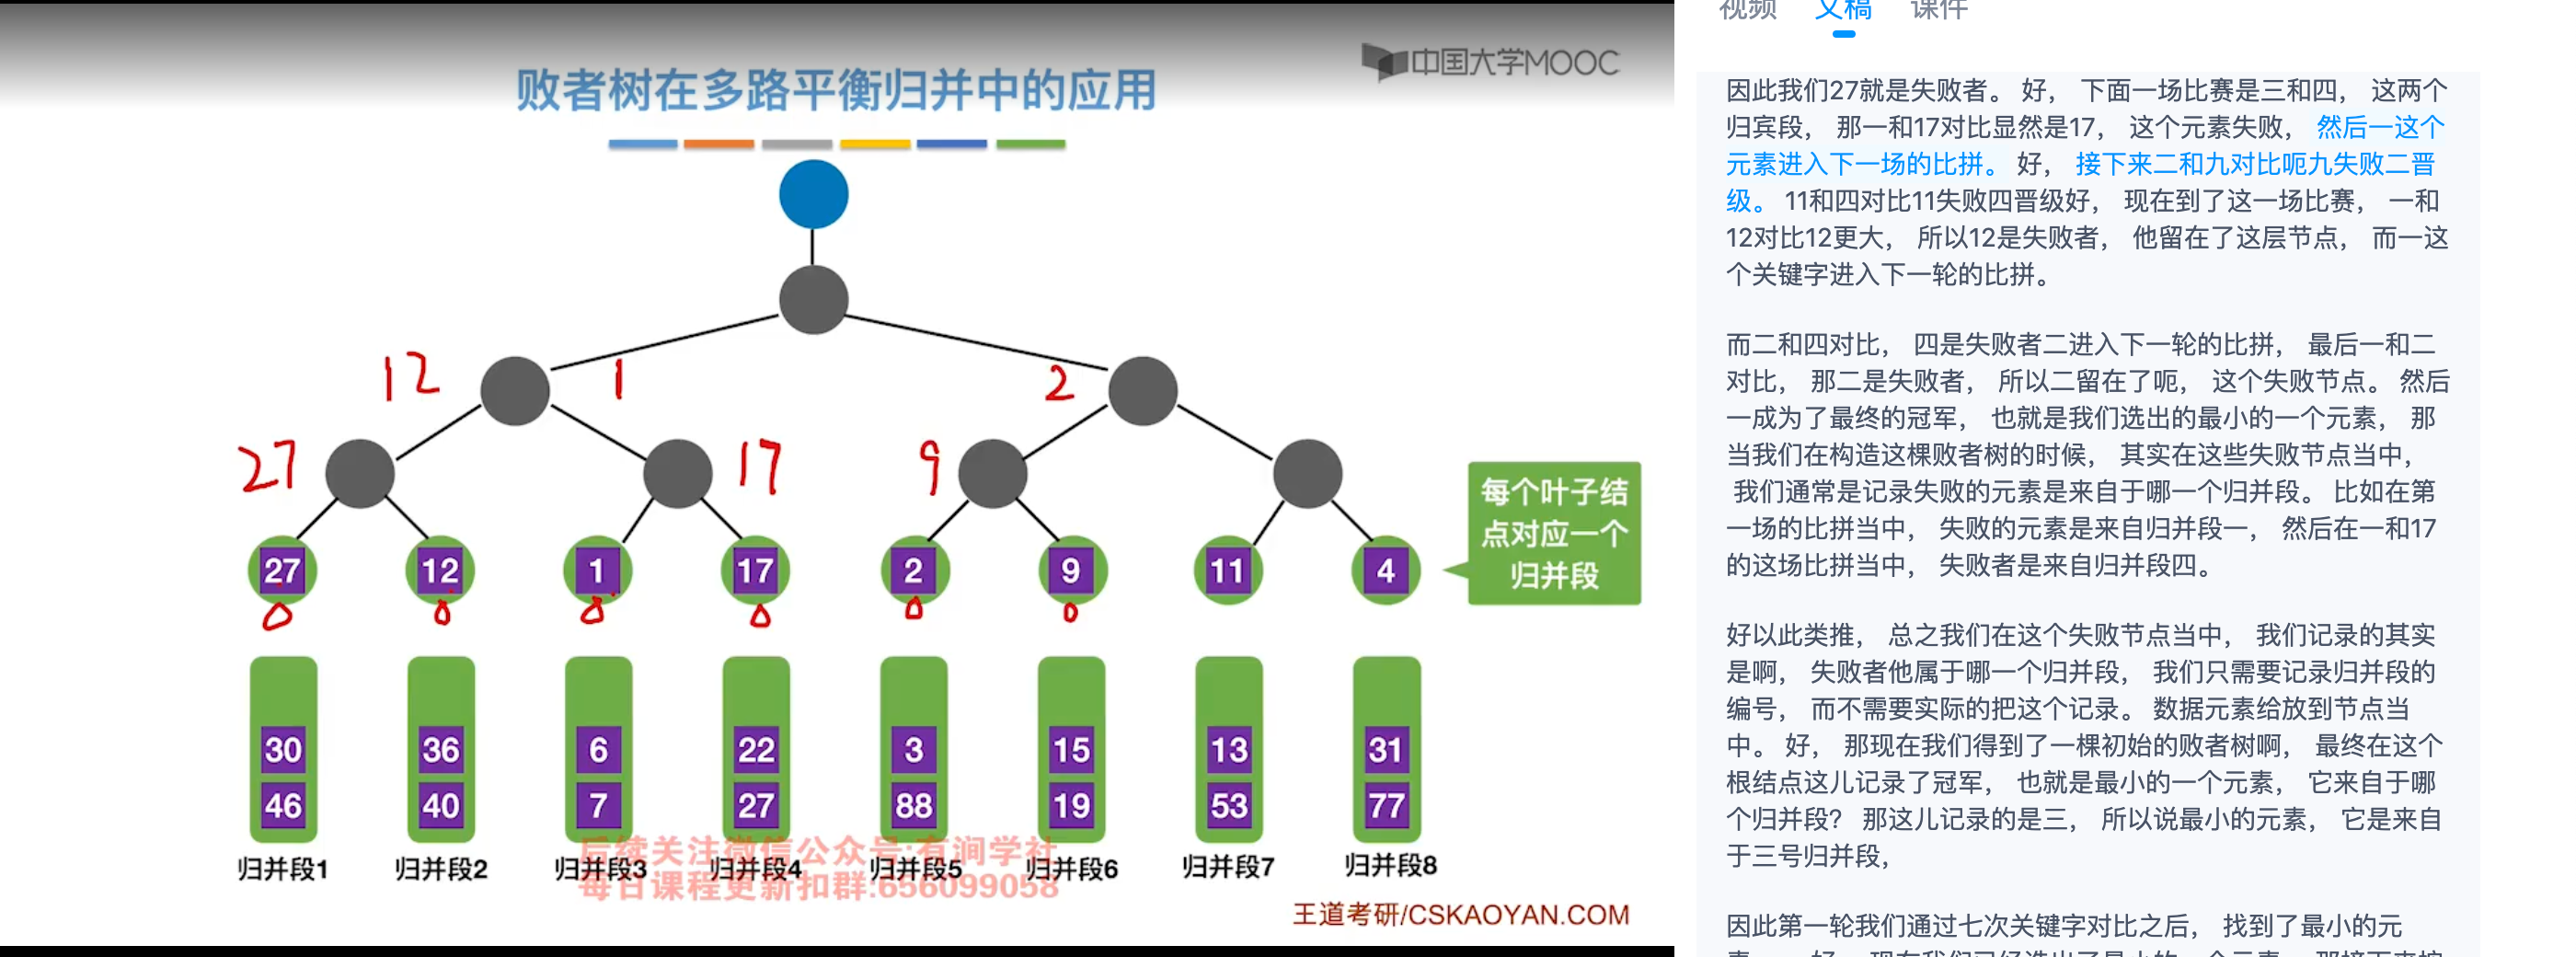 中国大学MOOC
败者树在多路平衡归并中的应用
12
1
2
27
17
9
27
12
1
17
2
9
11
4
每个叶子结
点对应一个
归并段
30
36
6
22
3
15
13
31
46
40
7
27
88
19
53
77
归并段1
归并段2
归并段3
归并段4
归并段5
归并段6
归并段7
归并段8
后续关注微信公众号:有涧学社
每日课程更新扣群:656099058
王道考研/CSKAOYAN.COM
视频 文稿 课件
因此我们27就是失败者。 好， 下面一场比赛是三和四， 这两个
归宾段， 那一和17对比显然是17， 这个元素失败， 然后一这个
元素进入下一场的比拼。 好， 接下来二和九对比呃九失败二晋
级。 11和四对比11失败四晋级好， 现在到了这一场比赛， 一和
12对比12更大， 所以12是失败者， 他留在了这层节点， 而一这
个关键字进入下一轮的比拼。
而二和四对比， 四是失败者二进入下一轮的比拼， 最后一和二
对比， 那二是失败者， 所以二留在了呃， 这个失败节点。 然后
一成为了最终的冠军， 也就是我们选出的最小的一个元素， 那
当我们在构造这棵败者树的时候， 其实在这些失败节点当中，
我们通常是记录失败的元素是来自于哪一个归并段。 比如在第
一场的比拼当中， 失败的元素是来自归并段一， 然后在一和17
的这场比拼当中， 失败者是来自归并段四。
好以此类推， 总之我们在这个失败节点当中， 我们记录的其实
是啊， 失败者他属于哪一个归并段， 我们只需要记录归并段的
编号， 而不需要实际的把这个记录。 数据元素给放到节点当
中。 好， 那现在我们得到了一棵初始的败者树啊， 最终在这个
根结点这儿记录了冠军， 也就是最小的一个元素， 它来自于哪
个归并段？ 那这儿记录的是三， 所以说最小的元素， 它是来自
于三号归并段，
因此第一轮我们通过七次关键字对比之后， 找到了最小的元